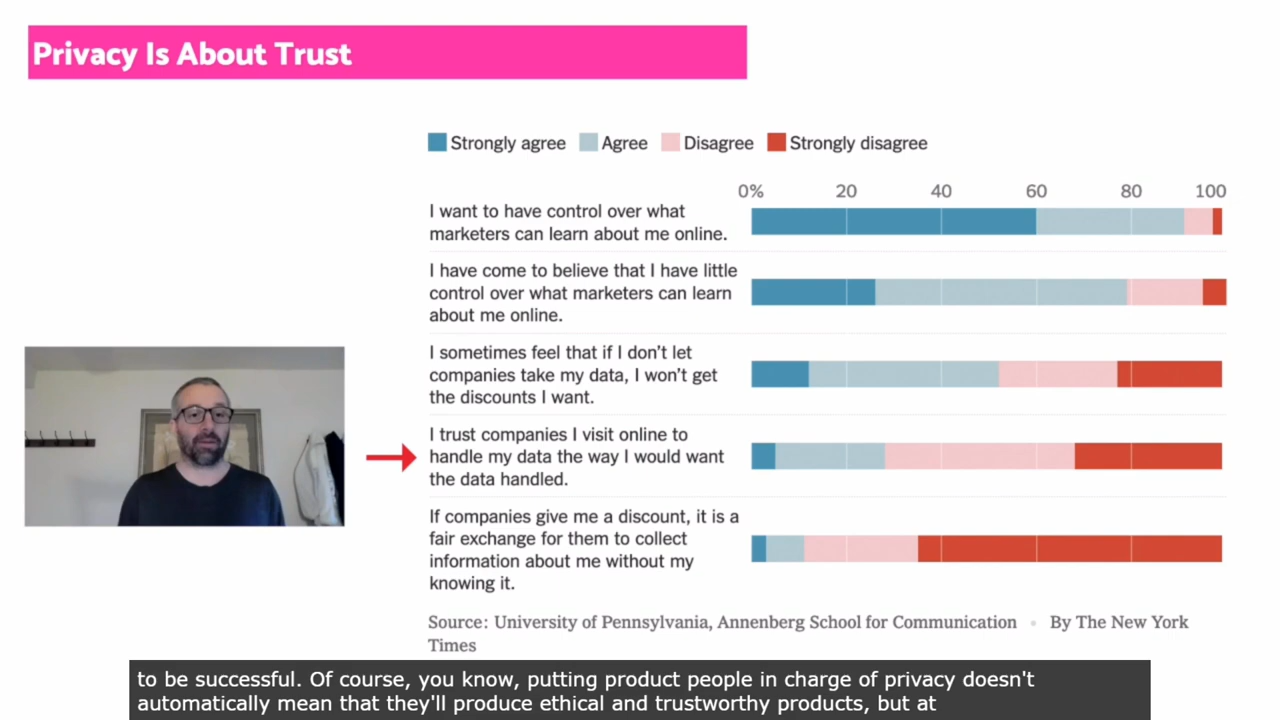 Privacy Is About Trust
Strongly agree Agree Disagree Strongly disagree
0% 20 40 60 80 100
I want to have control over what
marketers can learn about me online.
I have come to believe that I have little
control over what marketers can learn
about me online.
I sometimes feel that if I don’t let
companies take my data, I won’t get
the discounts I want.
I trust companies I visit online to
handle my data the way I would want
the data handled.
If companies give me a discount, it is a
fair exchange for them to collect
information about me without my
knowing it.
Source: University of Pennsylvania, Annenberg School for Communication • By The New York
Times
to be successful. Of course, you know, putting product people in charge of privacy doesn't
automatically mean that they'll produce ethical and trustworthy products, but at